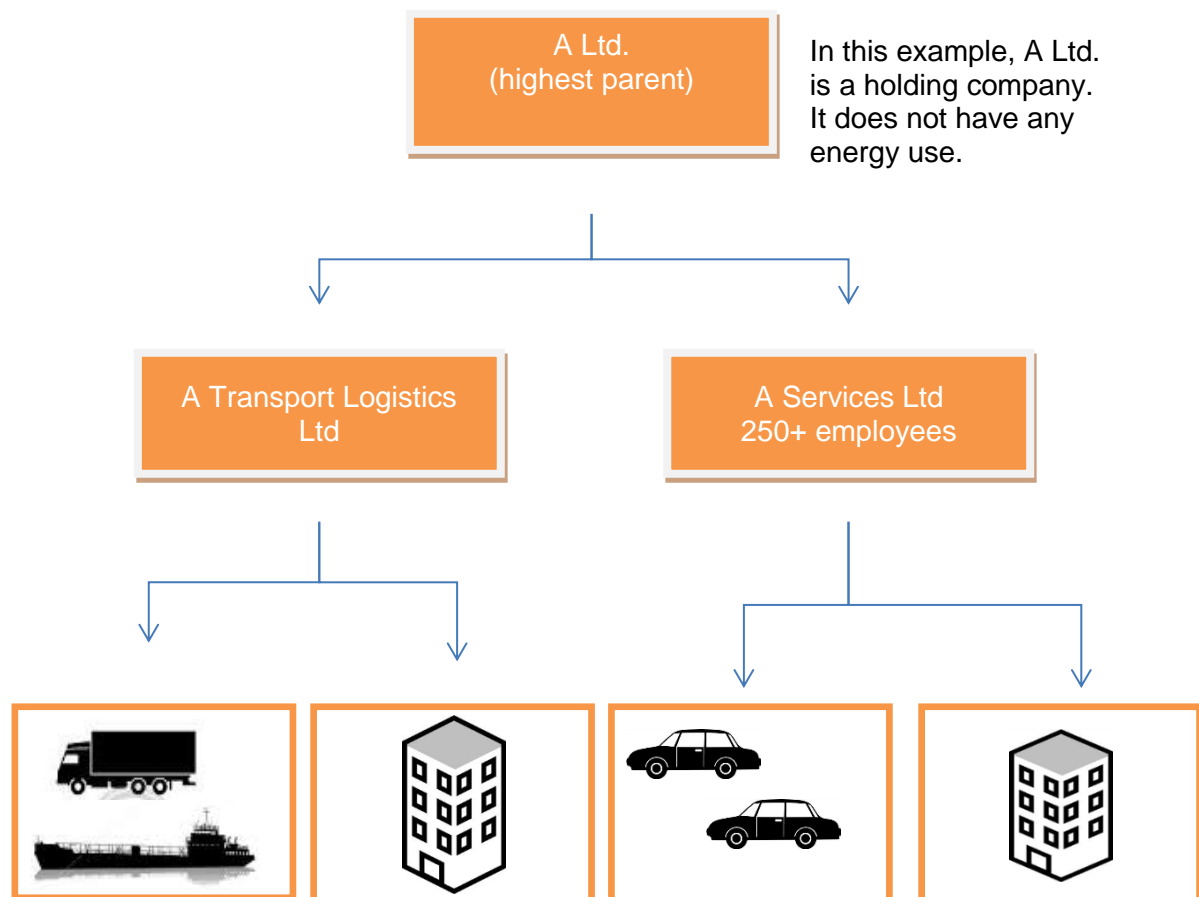 A Ltd.
(highest parent)
In this example, A Ltd.
is a holding company.
It does not have any
energy use.
A Transport Logistics
Ltd
A Services Ltd
250+ employees